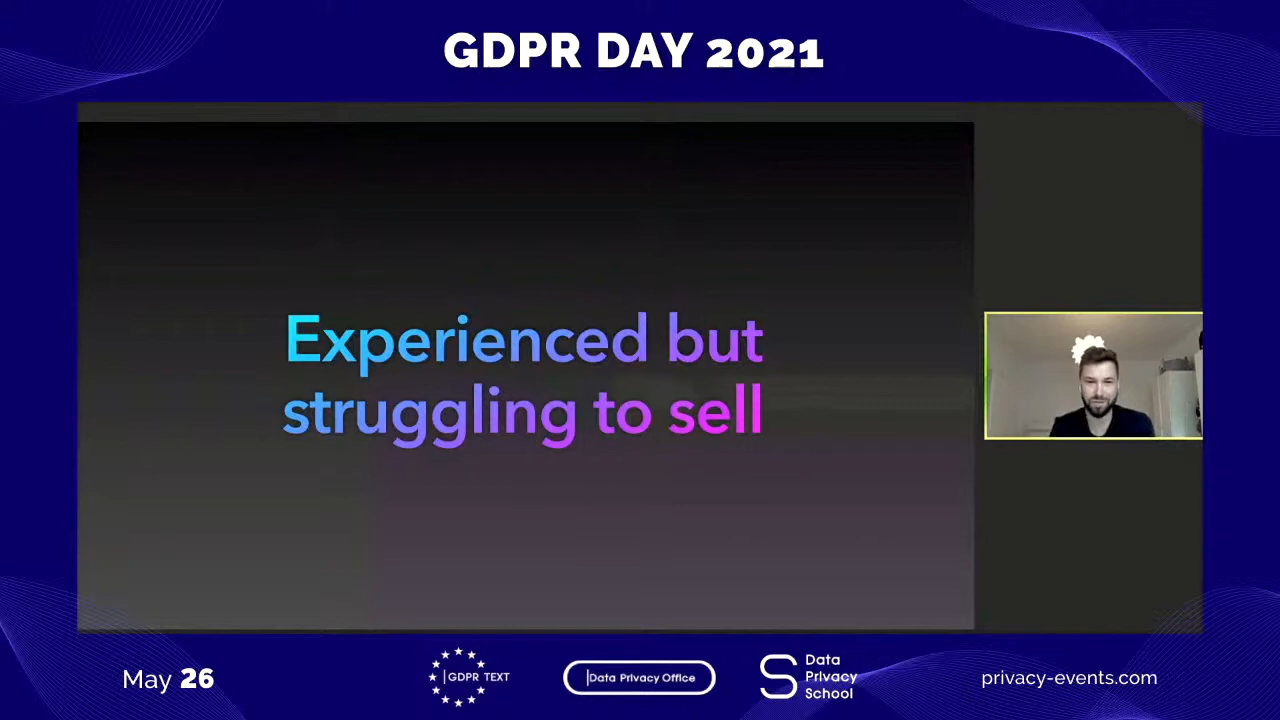 GDPR DAY 2021
Experienced but
struggling to sell
May 26
GDPR TEXT
Data Privacy Office
Data
Privacy
School
privacy-events.com